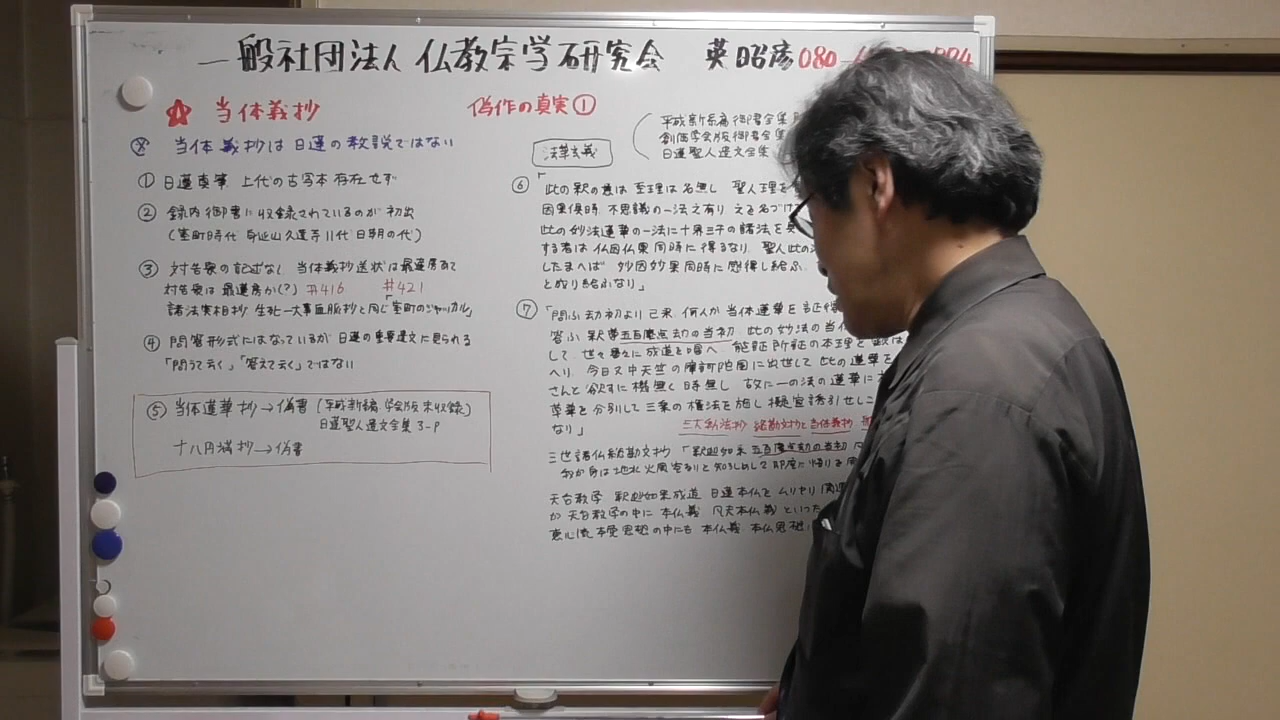 一般社団法人 仏教宗学研究会 英昭彦 080
当体義抄 偽作の真実①
平成新編御書全集
創価学会版御書全集
日蓮聖人遺文全集
㊟ 当体義抄は日蓮の教説ではない
① 日蓮真筆 上代の古写本存在せず
② 録内御書に収録されているのが初出
(室町時代 身延山久遠寺11代日朝の代)
③ 対告衆の記述なし 当体義抄送状は最蓮房あて
対告衆は最蓮房か(?) #416 #421
諸法実相抄 生死一大事血脈抄と同じ「室町のジャッカル」
④ 問答形式にはなっているが 日蓮の重要遺文に見られる
「問うて云く」「答えて云く」ではない
⑤ 当体蓮華抄→偽書(平成新編 学会版未収録)
日蓮聖人遺文全集3-P
十八円満抄→偽書
法華玄義
⑥ 「此の釈の意は至理は名無し 聖人理を
因果倶時 不思議の一法之有り 之を名づけ
此の妙法蓮華の一法に十界三千の諸法を具
する者は仏因仏果同時に得るなり 聖人此の
したまへば 妙因妙果同時に感得し給ふ
と成り給ふなり」
⑦ 「問ふ劫初より已来 何人か当体蓮華を証得
答ふ 釈尊五百塵点劫の当初 此の妙法の当体
して 世々番々に成道を唱へ 能証所証の本理を顕は
へり 今日又中天竺の摩訶陀国に出世して 此の蓮華を
さんと欲すに機無く時無し 故に一の法の蓮華に
草華を分別して三乗の権法を施し擬宜誘引せしこ
なり」
三大秘法抄 総勘文抄と当体義抄
三世諸仏総勘文抄 「釈迦如来 五百塵点劫の当初
我が身は地水火風空なりと知ろしめして即座に悟りを
天台教学 釈迦如来成道 日蓮本仏を ムリヤリ
か 天台教学の中に 本仏義 凡夫本仏義といった
恵心流本覚思想の中にも 本仏義 本仏思想